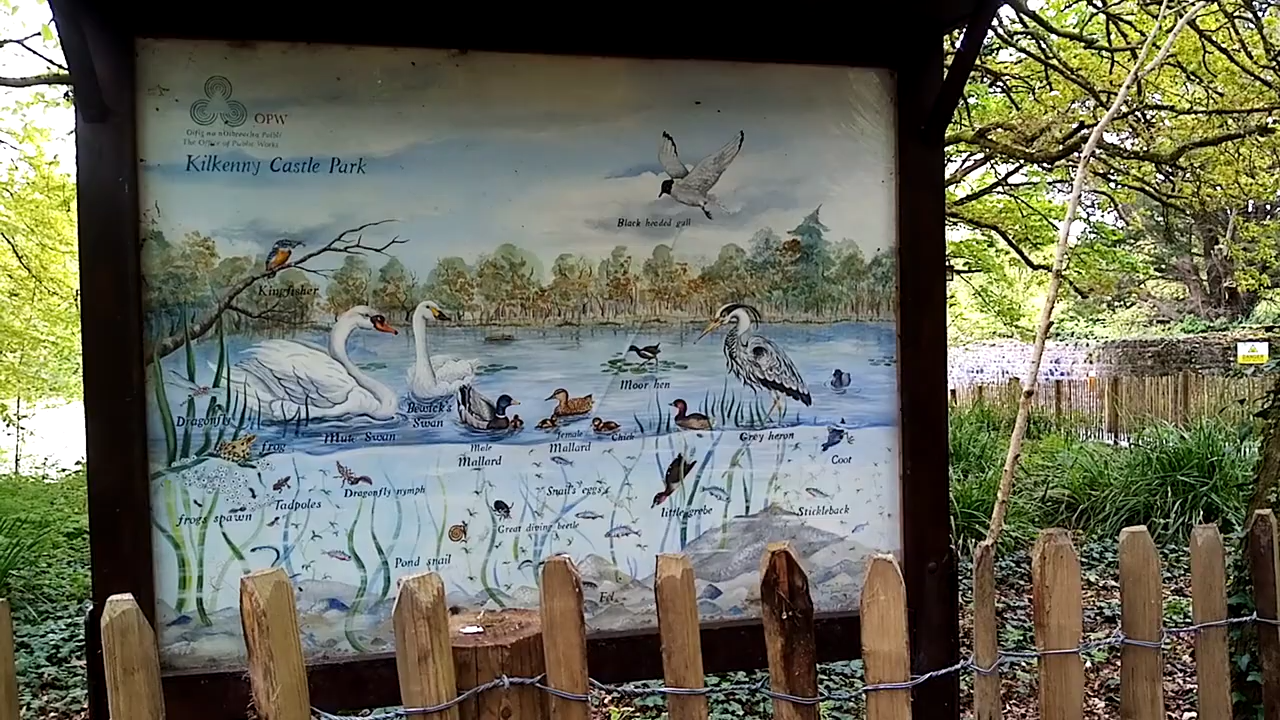 OPW
Oifig na nOibreacha Poiblí
The Office of Public Works
Kilkenny Castle Park
Black headed gull
Kingfisher
Moor hen
Dragonfly
Bewick's
Swan
Mute Swan
Male
Mallard
female
Mallard
Chick
Grey heron
frog
Coot
Dragonfly nymph
Snail's eggs
frogs spawn
Tadpoles
little grebe
Stickleback
Great diving beetle
Pond snail
Eel
DANGER